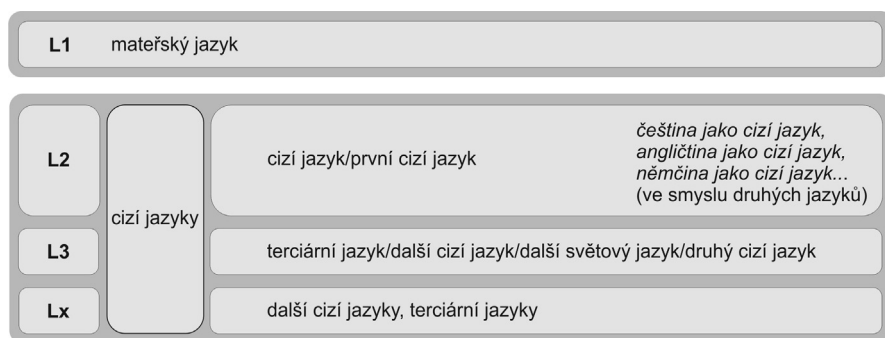 L1 mateřský jazyk
L2
cizí jazyky
cizí jazyk/první cizí jazyk
čeština jako cizí jazyk,
angličtina jako cizí jazyk,
němčina jako cizí jazyk...
(ve smyslu druhých jazyků)
L3
terciární jazyk/další cizí jazyk/další světový jazyk/druhý cizí jazyk
Lx
další cizí jazyky, terciární jazyky